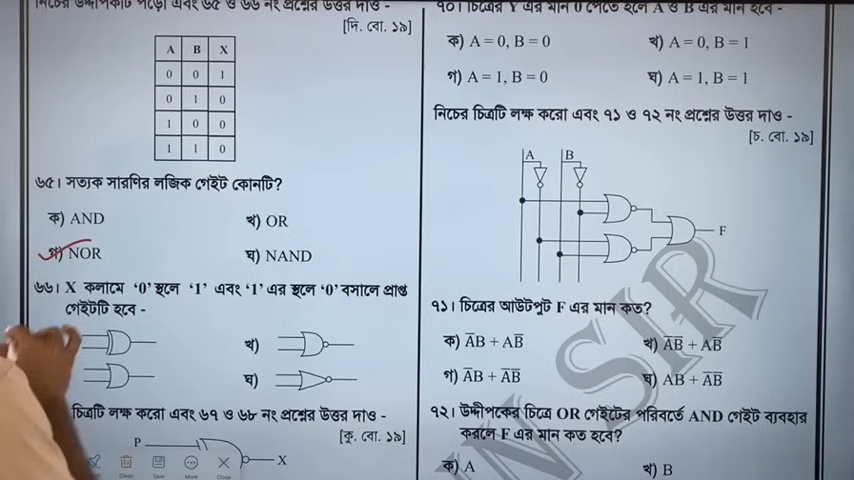 নিচের উদ্দীপকটি পড়ো এবং ৬৫ ও ৬৬ নং প্রশ্নের উত্তর দাও -
[দি. বো. ১৯]
A B X
0 0 1
0 1 0
1 0 0
1 1 0
৬৫। সত্যক সারণির লজিক গেইট কোনটি?
ক) AND
খ) OR
গ) NOR
ঘ) NAND
৬৬। X কলামে ‘0’ স্থলে ‘1’ এবং ‘1’ এর স্থলে ‘0’ বসালে প্রাপ্ত
গেইটটি হবে -
খ)
ঘ)
চিত্রটি লক্ষ করো এবং ৬৭ ও ৬৮ নং প্রশ্নের উত্তর দাও -
[কু. বো. ১৯]
P
X
Clean Save More Close
৭০। চিত্রের Y এর মান 0 পেতে হলে A ও B এর মান হবে -
ক) A = 0, B = 0
খ) A = 0, B = 1
গ) A = 1, B = 0
ঘ) A = 1, B = 1
নিচের চিত্রটি লক্ষ করো এবং ৭১ ও ৭২ নং প্রশ্নের উত্তর দাও -
[চ. বো. ১৯]
A B
F
৭১। চিত্রের আউটপুট F এর মান কত?
ক) A̅B + AB̅
খ) A̅B̅ + AB̅
গ) A̅B + A̅B̅
ঘ) AB + A̅B̅
৭২। উদ্দীপকের চিত্রে OR গেইটের পরিবর্তে AND গেইট ব্যবহার
করলে F এর মান কত হবে?
ক) A
খ) B
SIR